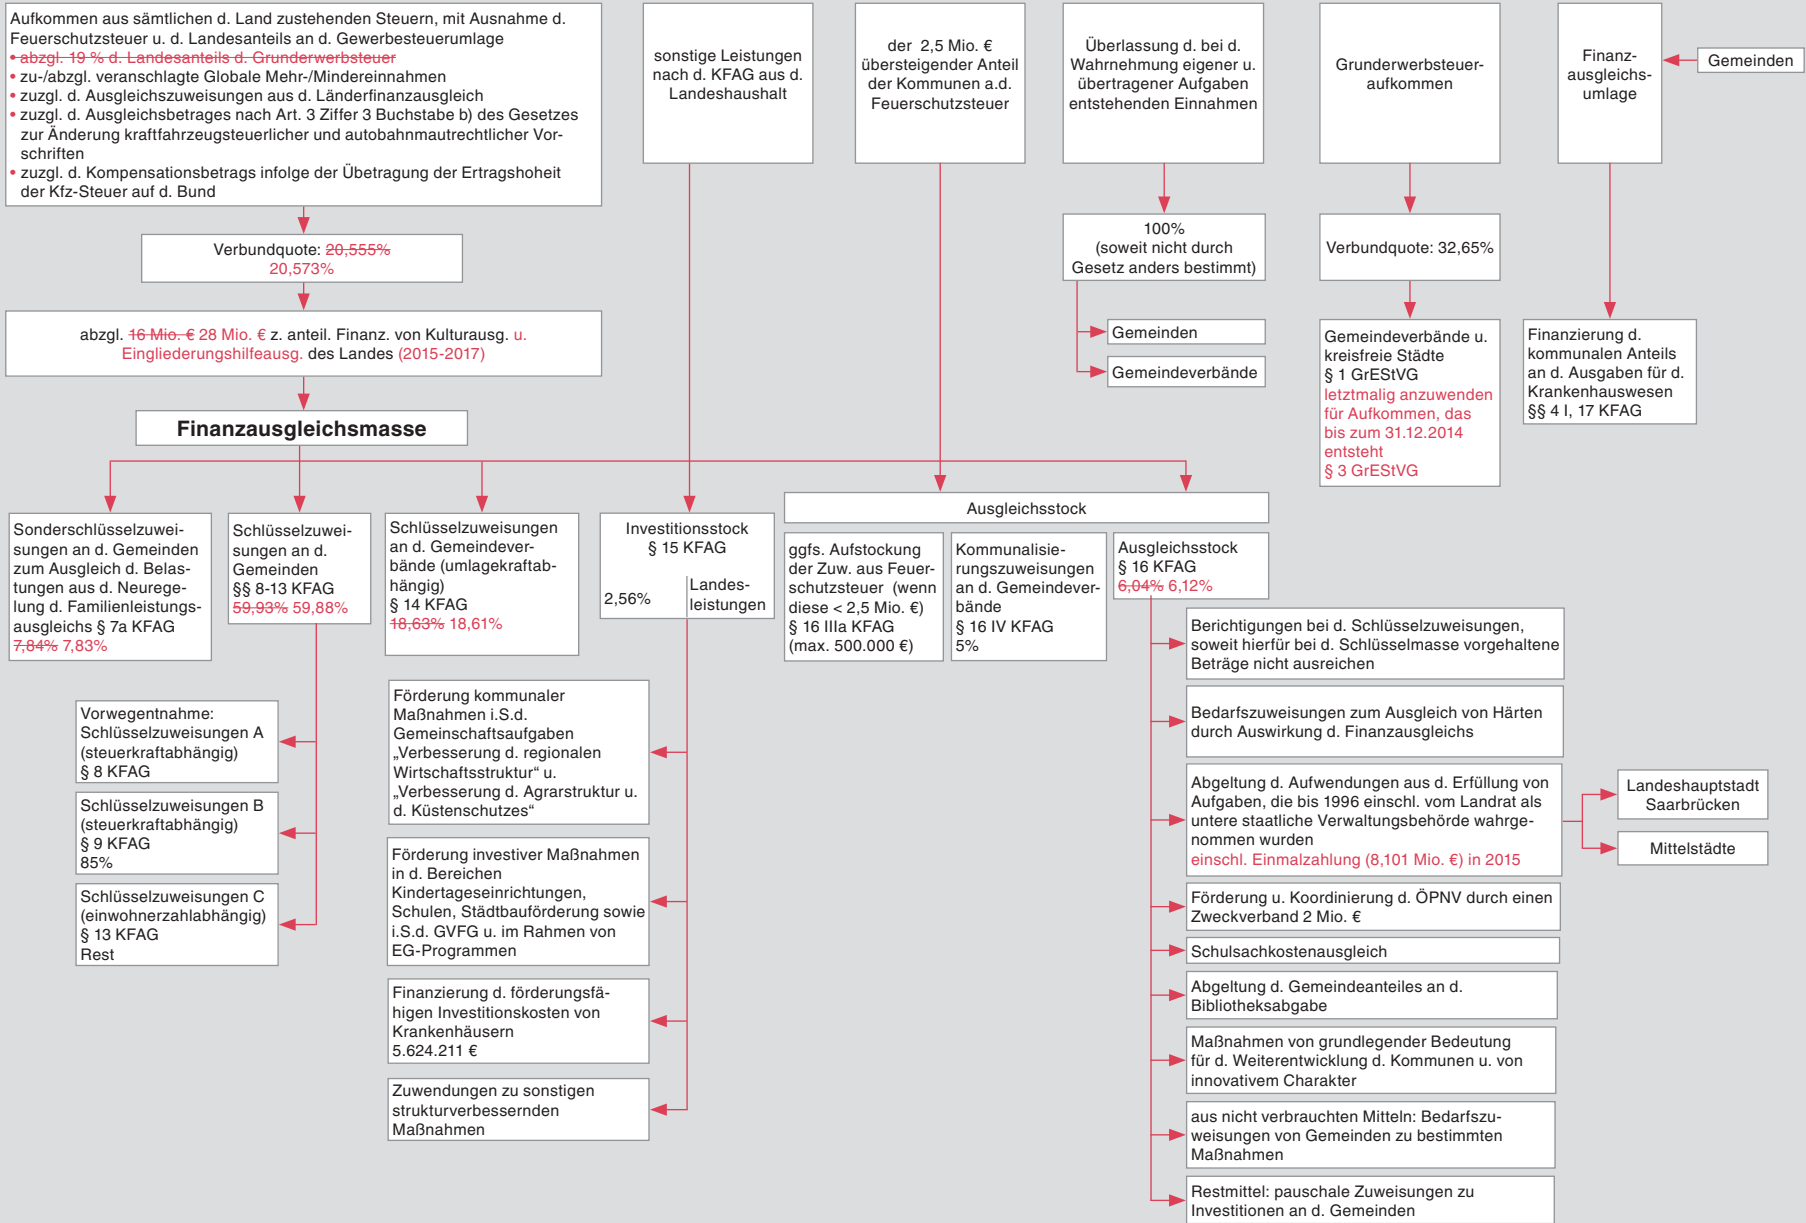 Aufkommen aus sämtlichen d. Land zustehenden Steuern, mit Ausnahme d.
Feuerschutzsteuer u. d. Landesanteils an d. Gewerbesteuerumlage
• abzgl. 19 % d. Landesanteils d. Grunderwerbsteuer
• zu-/abzgl. veranschlagte Globale Mehr-/Mindereinnahmen
• zuzgl. d. Ausgleichszuweisungen aus d. Länderfinanzausgleich
• zuzgl. d. Ausgleichsbetrages nach Art. 3 Ziffer 3 Buchstabe b) des Gesetzes
zur Änderung kraftfahrzeugsteuerlicher und autobahnmautrechtlicher Vor-
schriften
• zuzgl. d. Kompensationsbetrags infolge der Übetragung der Ertragshoheit
der Kfz-Steuer auf d. Bund
sonstige Leistungen
nach d. KFAG aus d.
Landeshaushalt
der 2,5 Mio. €
übersteigender Anteil
der Kommunen a.d.
Feuerschutzsteuer
Überlassung d. bei d.
Wahrnehmung eigener u.
übertragener Aufgaben
entstehenden Einnahmen
Grunderwerbsteuer-
aufkommen
Finanz-
ausgleichs-
umlage
Gemeinden
Verbundquote: 20,555%
20,573%
100%
(soweit nicht durch
Gesetz anders bestimmt)
Verbundquote: 32,65%
abzgl. 16 Mio. € 28 Mio. € z. anteil. Finanz. von Kulturausg. u.
Eingliederungshilfeausg. des Landes (2015-2017)
Gemeinden
Gemeindeverbände
Gemeindeverbände u.
kreisfreie Städte
§ 1 GrEStVG
letztmalig anzuwenden
für Aufkommen, das
bis zum 31.12.2014
entsteht
§ 3 GrEStVG
Finanzierung d.
kommunalen Anteils
an d. Ausgaben für d.
Krankenhauswesen
§§ 4 I, 17 KFAG
Finanzausgleichsmasse
Sonderschlüsselzuwei-
sungen an d. Gemeinden
zum Ausgleich d. Belas-
tungen aus d. Neurege-
lung d. Familienleistungs-
ausgleichs § 7a KFAG
7,84% 7,83%
Schlüsselzuwei-
sungen an d.
Gemeinden
§§ 8-13 KFAG
59,93% 59,88%
Schlüsselzuweisungen
an d. Gemeindever-
bände (umlagekraftab-
hängig)
§ 14 KFAG
18,63% 18,61%
Investitionsstock
§ 15 KFAG
2,56%
Landes-
leistungen
Ausgleichsstock
ggfs. Aufstockung
der Zuw. aus Feuer-
schutzsteuer (wenn
diese < 2,5 Mio. €)
§ 16 IIIa KFAG
(max. 500.000 €)
Kommunalisie-
rungszuweisungen
an d. Gemeindever-
bände
§ 16 IV KFAG
5%
Ausgleichsstock
§ 16 KFAG
6,04% 6,12%
Vorwegentnahme:
Schlüsselzuweisungen A
(steuerkraftabhängig)
§ 8 KFAG
Schlüsselzuweisungen B
(steuerkraftabhängig)
§ 9 KFAG
85%
Schlüsselzuweisungen C
(einwohnerzahlabhängig)
§ 13 KFAG
Rest
Förderung kommunaler
Maßnahmen i.S.d.
Gemeinschaftsaufgaben
„Verbesserung d. regionalen
Wirtschaftsstruktur“ u.
„Verbesserung d. Agrarstruktur u.
d. Küstenschutzes“
Förderung investiver Maßnahmen
in d. Bereichen
Kindertageseinrichtungen,
Schulen, Städtbauförderung sowie
i.S.d. GVFG u. im Rahmen von
EG-Programmen
Finanzierung d. förderungsfä-
higen Investitionskosten von
Krankenhäusern
5.624.211 €
Zuwendungen zu sonstigen
strukturverbessernden
Maßnahmen
Berichtigungen bei d. Schlüsselzuweisungen,
soweit hierfür bei d. Schlüsselmasse vorgehaltene
Beträge nicht ausreichen
Bedarfszuweisungen zum Ausgleich von Härten
durch Auswirkung d. Finanzausgleichs
Abgeltung d. Aufwendungen aus d. Erfüllung von
Aufgaben, die bis 1996 einschl. vom Landrat als
untere staatliche Verwaltungsbehörde wahrge-
nommen wurden
einschl. Einmalzahlung (8,101 Mio. €) in 2015
Landeshauptstadt
Saarbrücken
Mittelstädte
Förderung u. Koordinierung d. ÖPNV durch einen
Zweckverband 2 Mio. €
Schulsachkostenausgleich
Abgeltung d. Gemeindeanteiles an d.
Bibliotheksabgabe
Maßnahmen von grundlegender Bedeutung
für d. Weiterentwicklung d. Kommunen u. von
innovativem Charakter
aus nicht verbrauchten Mitteln: Bedarfszu-
weisungen von Gemeinden zu bestimmten
Maßnahmen
Restmittel: pauschale Zuweisungen zu
Investitionen an d. Gemeinden